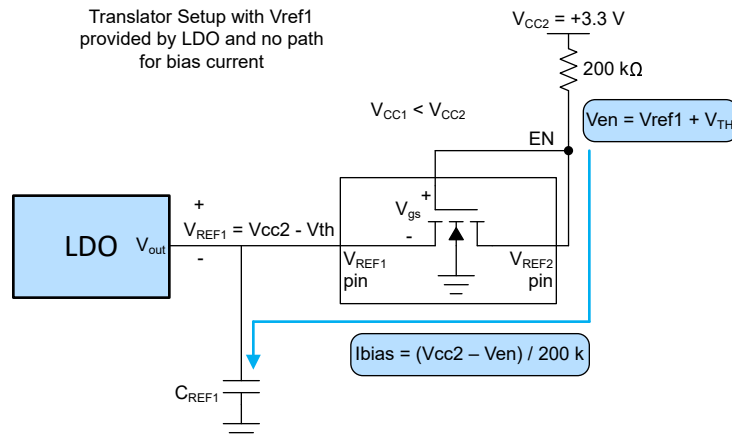 Translator Setup with Vref1
provided by LDO and no path
for bias current
VCC2 = +3.3 V
200 kΩ
VCC1 < VCC2
Ven = Vref1 + VTH
EN
+
VREF1 = Vcc2 - Vth
-
LDO
Vout
+
Vgs
-
VREF1
pin
VREF2
pin
Ibias = (Vcc2 – Ven) / 200 k
CREF1